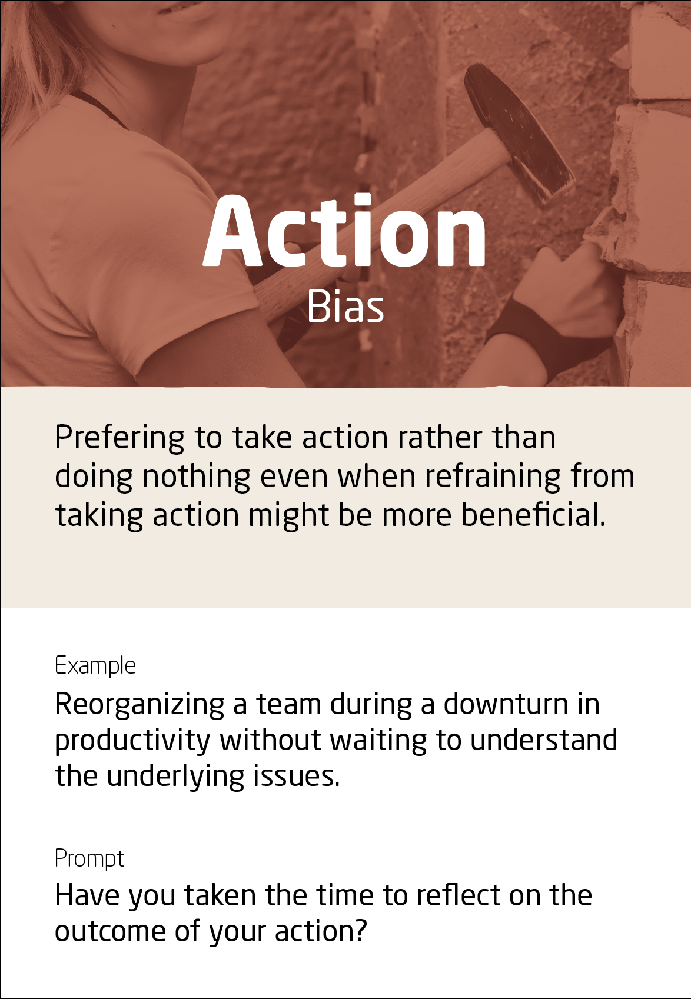 Action
Bias
Prefering to take action rather than
doing nothing even when refraining from
taking action might be more beneficial.
Example
Reorganizing a team during a downturn in
productivity without waiting to understand
the underlying issues.
Prompt
Have you taken the time to reflect on the
outcome of your action?